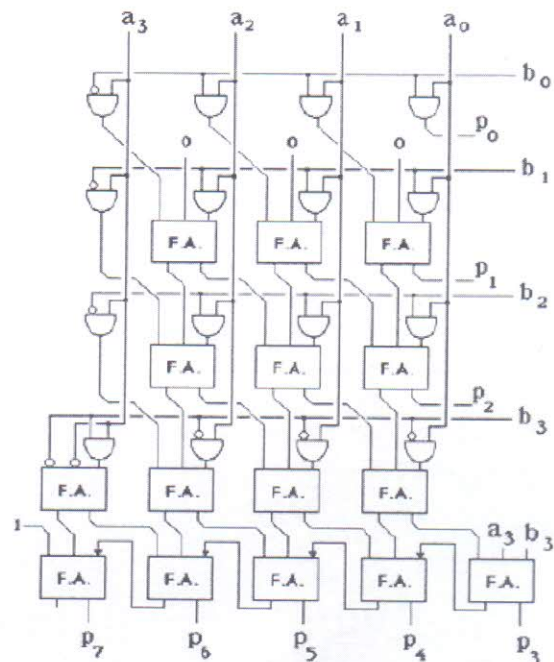 a3 a2 a1 a0
b0
p0
0 0 0
b1
F.A. F.A. F.A.
p1
b2
F.A. F.A. F.A.
p2
b3
F.A. F.A. F.A. F.A.
1 a3 b3
F.A. F.A. F.A. F.A. F.A.
p7 p6 p5 p4 p3